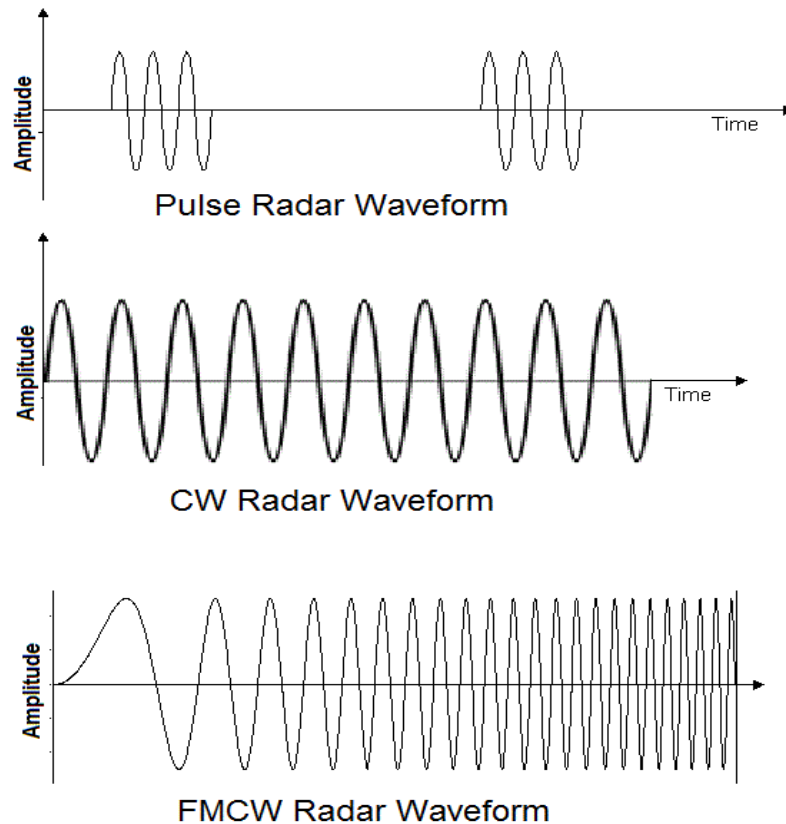 Amplitude
Time
Pulse Radar Waveform
Amplitude
Time
CW Radar Waveform
Amplitude
FMCW Radar Waveform